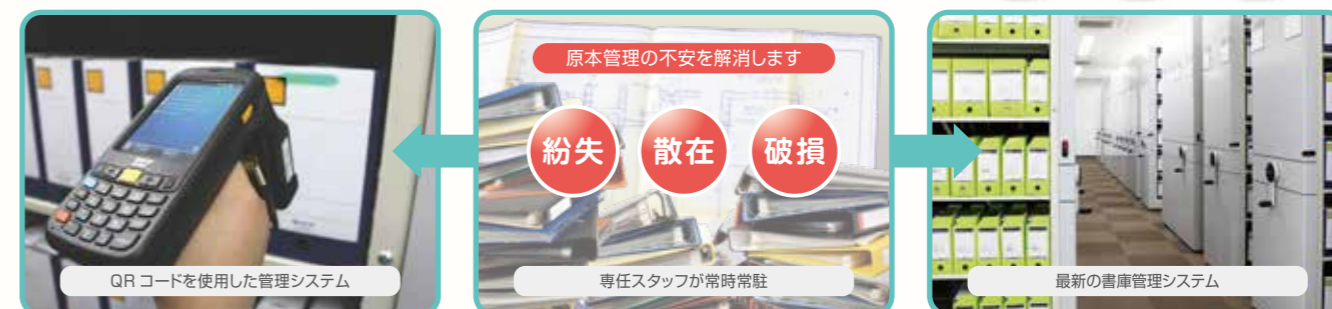 原本管理の不安を解消します
紛失 散在 破損
QR コードを使用した管理システム
専任スタッフが常時常駐
最新の書庫管理システム